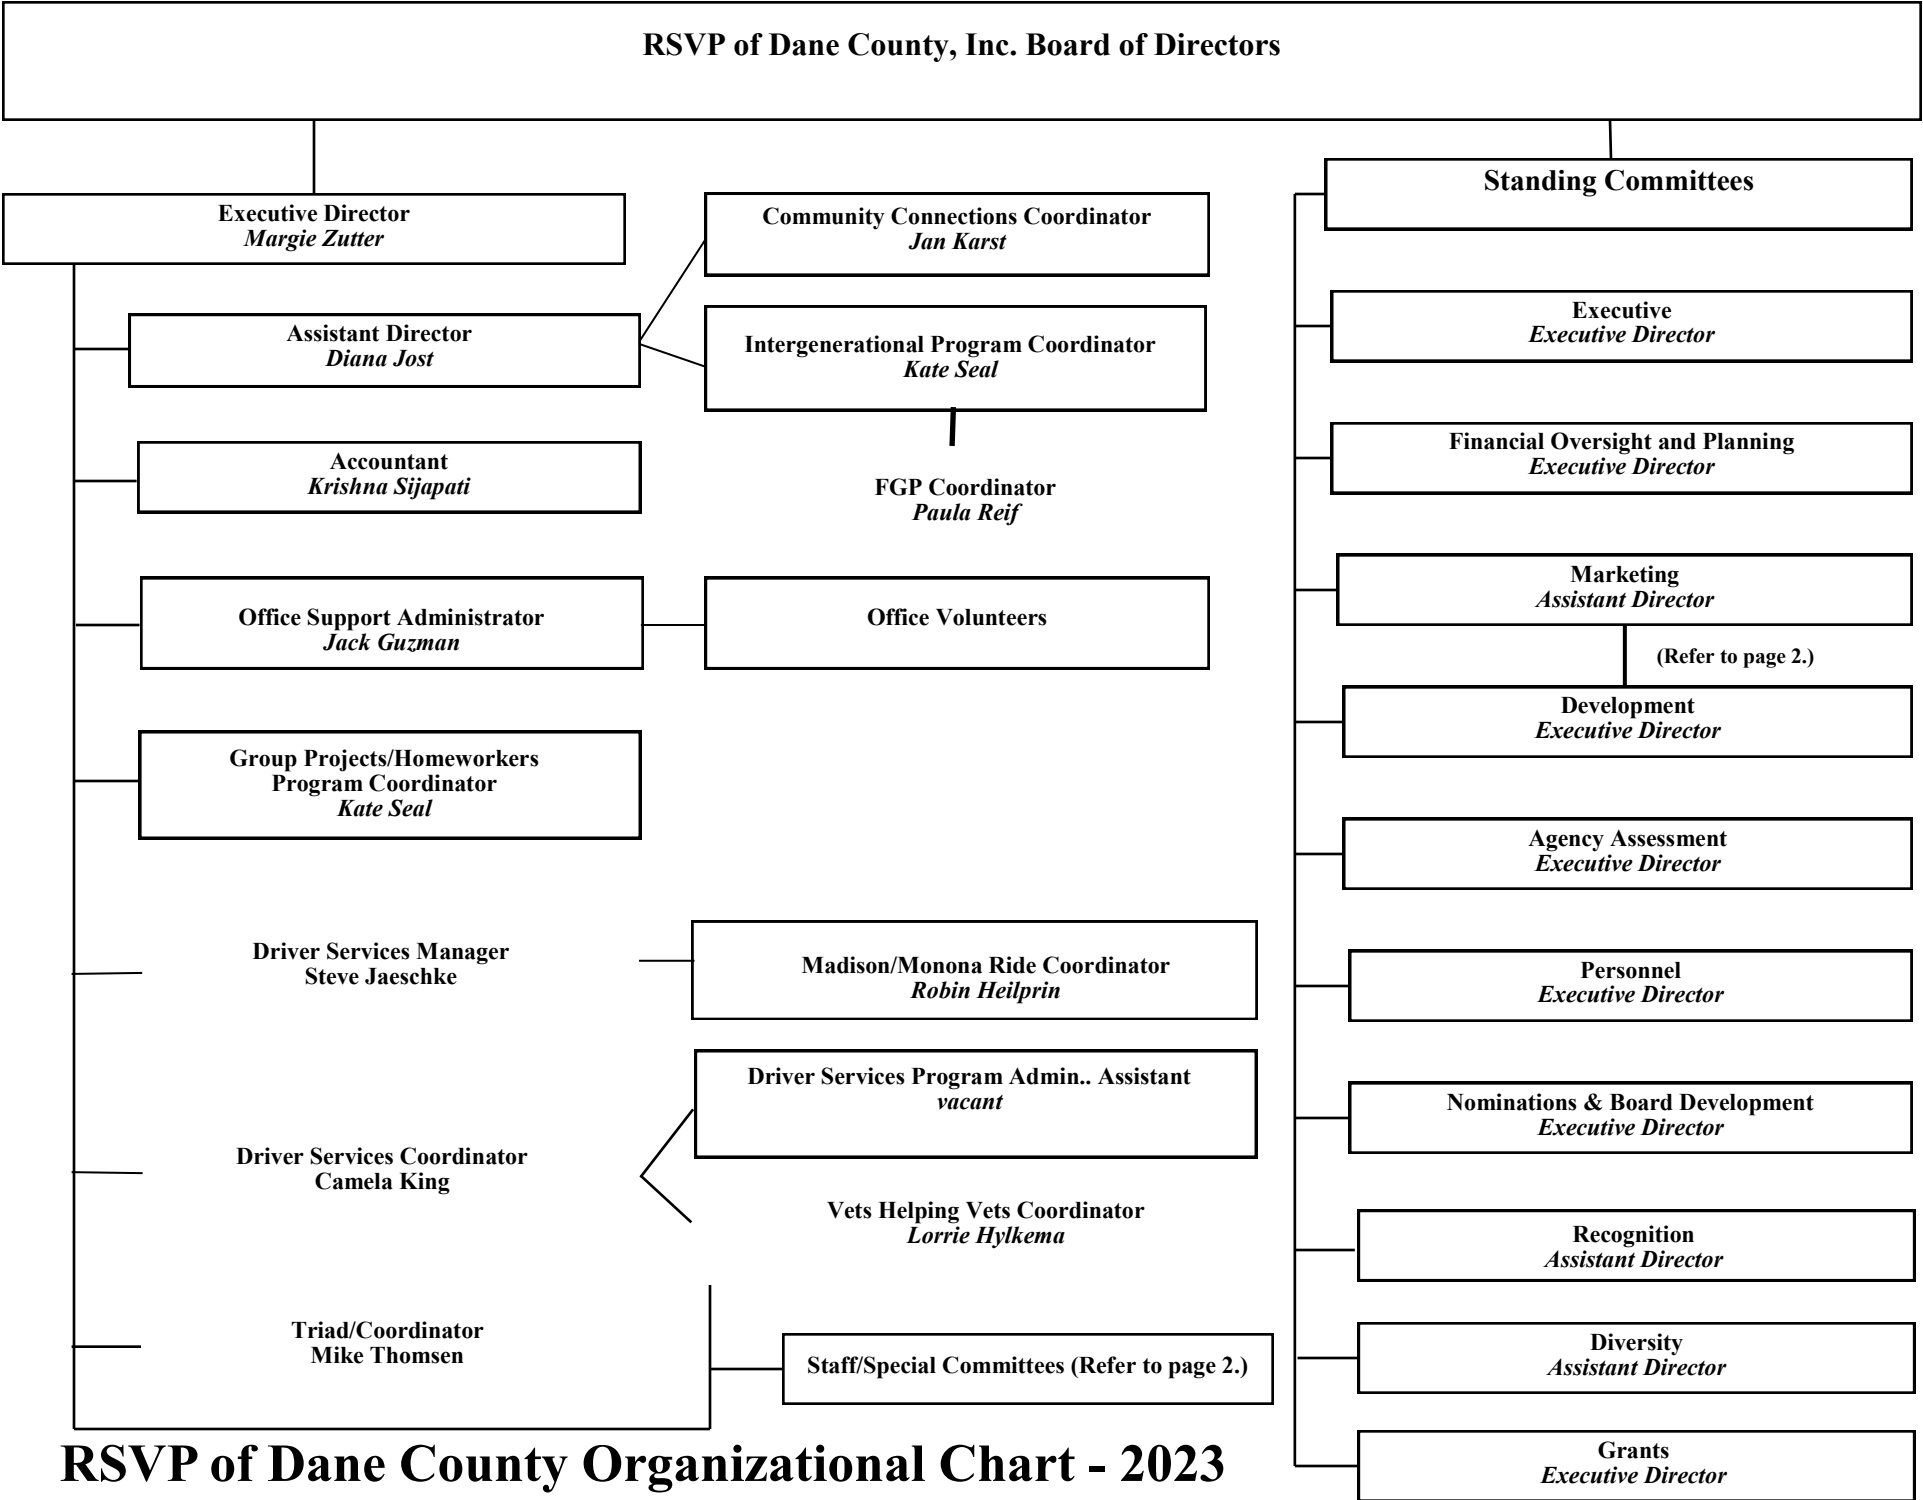 RSVP of Dane County, Inc. Board of Directors
Executive Director
Margie Zutter
Assistant Director
Diana Jost
Community Connections Coordinator
Jan Karst
Intergenerational Program Coordinator
Kate Seal
FGP Coordinator
Paula Reif
Accountant
Krishna Sijapati
Office Support Administrator
Jack Guzman
Office Volunteers
Group Projects/Homeworkers
Program Coordinator
Kate Seal
Driver Services Manager
Steve Jaeschke
Madison/Monona Ride Coordinator
Robin Heilprin
Driver Services Coordinator
Camela King
Driver Services Program Admin.. Assistant
vacant
Vets Helping Vets Coordinator
Lorrie Hylkema
Triad/Coordinator
Mike Thomsen
Staff/Special Committees (Refer to page 2.)
Standing Committees
Executive
Executive Director
Financial Oversight and Planning
Executive Director
Marketing
Assistant Director
(Refer to page 2.)
Development
Executive Director
Agency Assessment
Executive Director
Personnel
Executive Director
Nominations & Board Development
Executive Director
Recognition
Assistant Director
Diversity
Assistant Director
Grants
Executive Director
RSVP of Dane County Organizational Chart - 2023